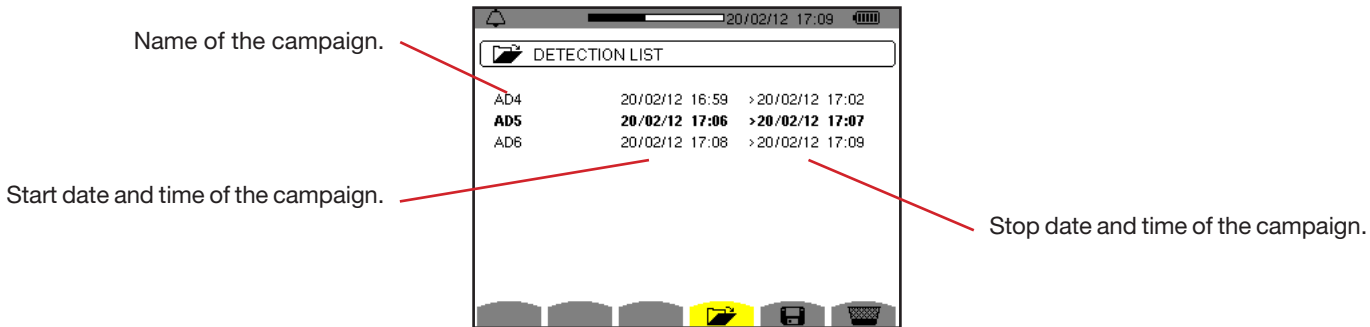 20/02/12 17:09
Name of the campaign.
DETECTION LIST
AD4 20/02/12 16:59 >20/02/12 17:02
AD5 20/02/12 17:06 >20/02/12 17:07
AD6 20/02/12 17:08 >20/02/12 17:09
Start date and time of the campaign.
Stop date and time of the campaign.